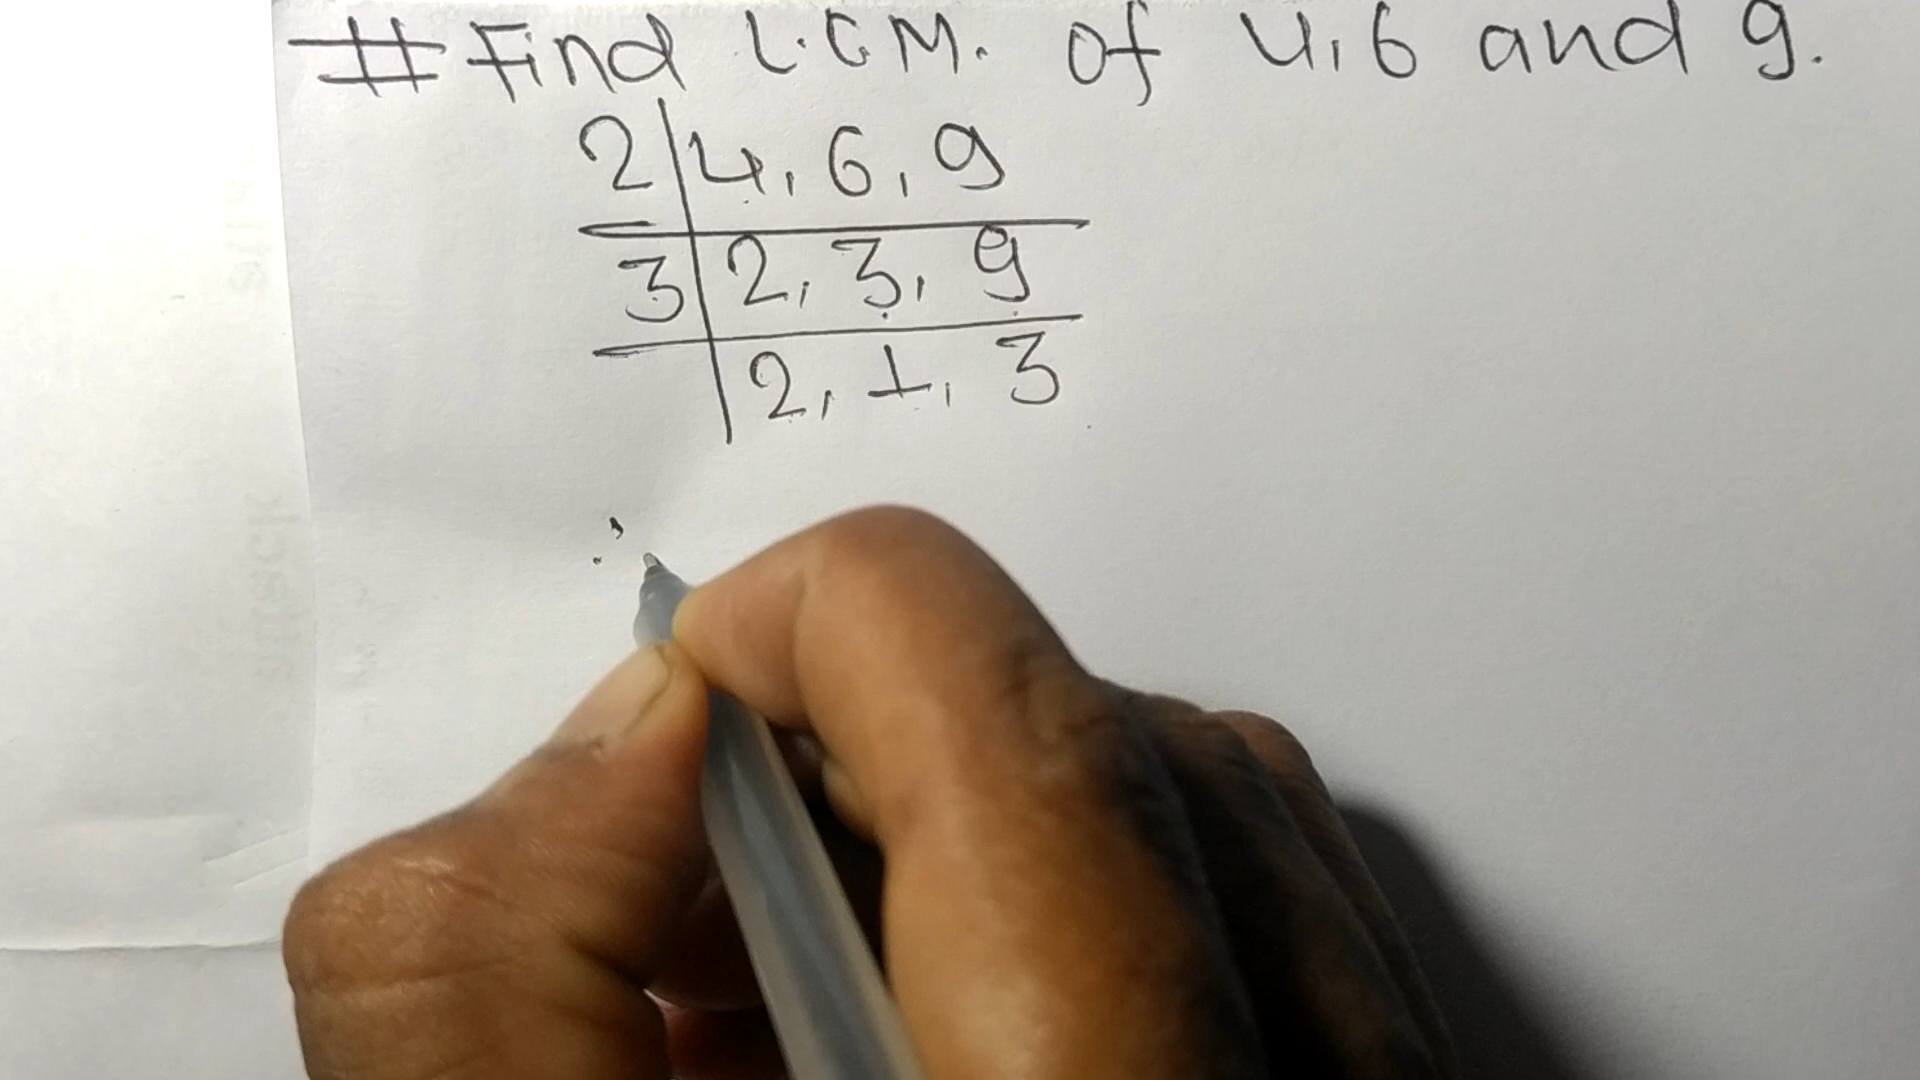 # Find L.C.M. of 4, 6 and 9.
2 | 4, 6, 9
3 | 2, 3, 9
| 2, 1, 3
∴